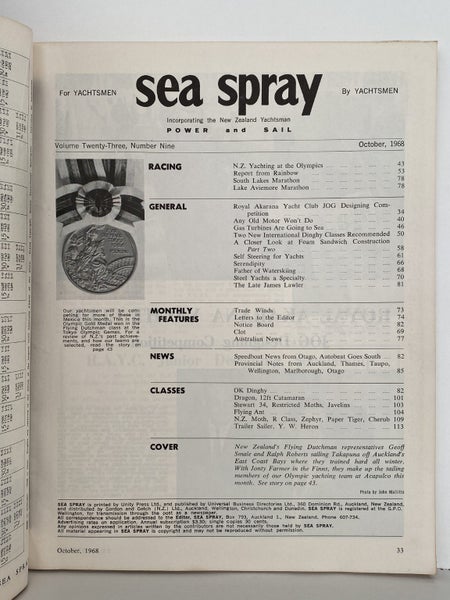 For YACHTSMEN
sea spray
By YACHTSMEN
Incorporating the New Zealand Yachtsman
POWER and SAIL
Volume Twenty-Three, Number Nine
October, 1968
RACING
N.Z. Yachting at the Olympics 43
Report from Rainbow 53
South Lakes Marathon 78
Lake Aviemore Marathon 78
GENERAL
Royal Akarana Yacht Club JOG Designing Com-
petition 34
Any Old Motor Won't Do 40
Gas Turbines Are Going to Sea 46
Two New International Dinghy Classes Recommended 50
A Closer Look at Foam Sandwich Construction
Part Two 58
Self Steering for Yachts 61
Serendipity 66
Father of Waterskiing 68
Steel Yachts a Specialty 70
The Late James Lawler 81
Our yachtsmen will be com-
peting for more of these in
Mexico this month. This is the
Olympic Gold Medal won in the
Flying Dutchman class at the
Tokyo Olympic Games. For a
review of N.Z.'s past achieve-
ments, and how our teams are
selected, read the story on
page 43
MONTHLY
FEATURES
Trade Winds 73
Letters to the Editor 74
Notice Board 82
Clot 69
Australian News 77
NEWS
Speedboat News from Otago, Autoboat Goes South 82
Provincial Notes from Auckland, Thames, Taupo,
Wellington, Marlborough, Otago 85
CLASSES
OK Dinghy 82
Dragon, 12ft Catamaran 101
Stewart 34, Restricted Moths, Javelins 103
Flying Ant 104
N.Z. Moth, R Class, Zephyr, Paper Tiger, Cherub 109
Trailer Sailer, Y. W. Heron 113
COVER
New Zealand's Flying Dutchman representatives Geoff
Smale and Ralph Roberts sailing Takapuna off Auckland's
East Coast Bays where they trained hard all winter.
With Jonty Farmer in the Finns, they make up the sailing
members of our Olympic yachting team at Acapulco this
month. See story on page 43.
SEA SPRAY is printed by Unity Press Ltd. and published by Universal Business Directories Ltd., 360 Dominion Rd., Auckland, New Zealand,
and distributed by Gordon and Gotch (N.Z.) Ltd., Auckland, Wellington, Christchurch and Dunedin. SEA SPRAY is registered at the G.P.O.
Wellington, for transmission through the post as a newspaper.
All correspondence should be addressed to the Editor, SEA SPRAY, Box 793, Auckland 1., New Zealand. Phone 607-734.
Advertising rates on application. Annual subscription $3.30; single copies 30 cents.
Any opinions expressed in articles written by the contributors are not necessarily those held by SEA SPRAY.
All material appearing in SEA SPRAY is copyright and may not be reproduced without permission.
October, 1968
33